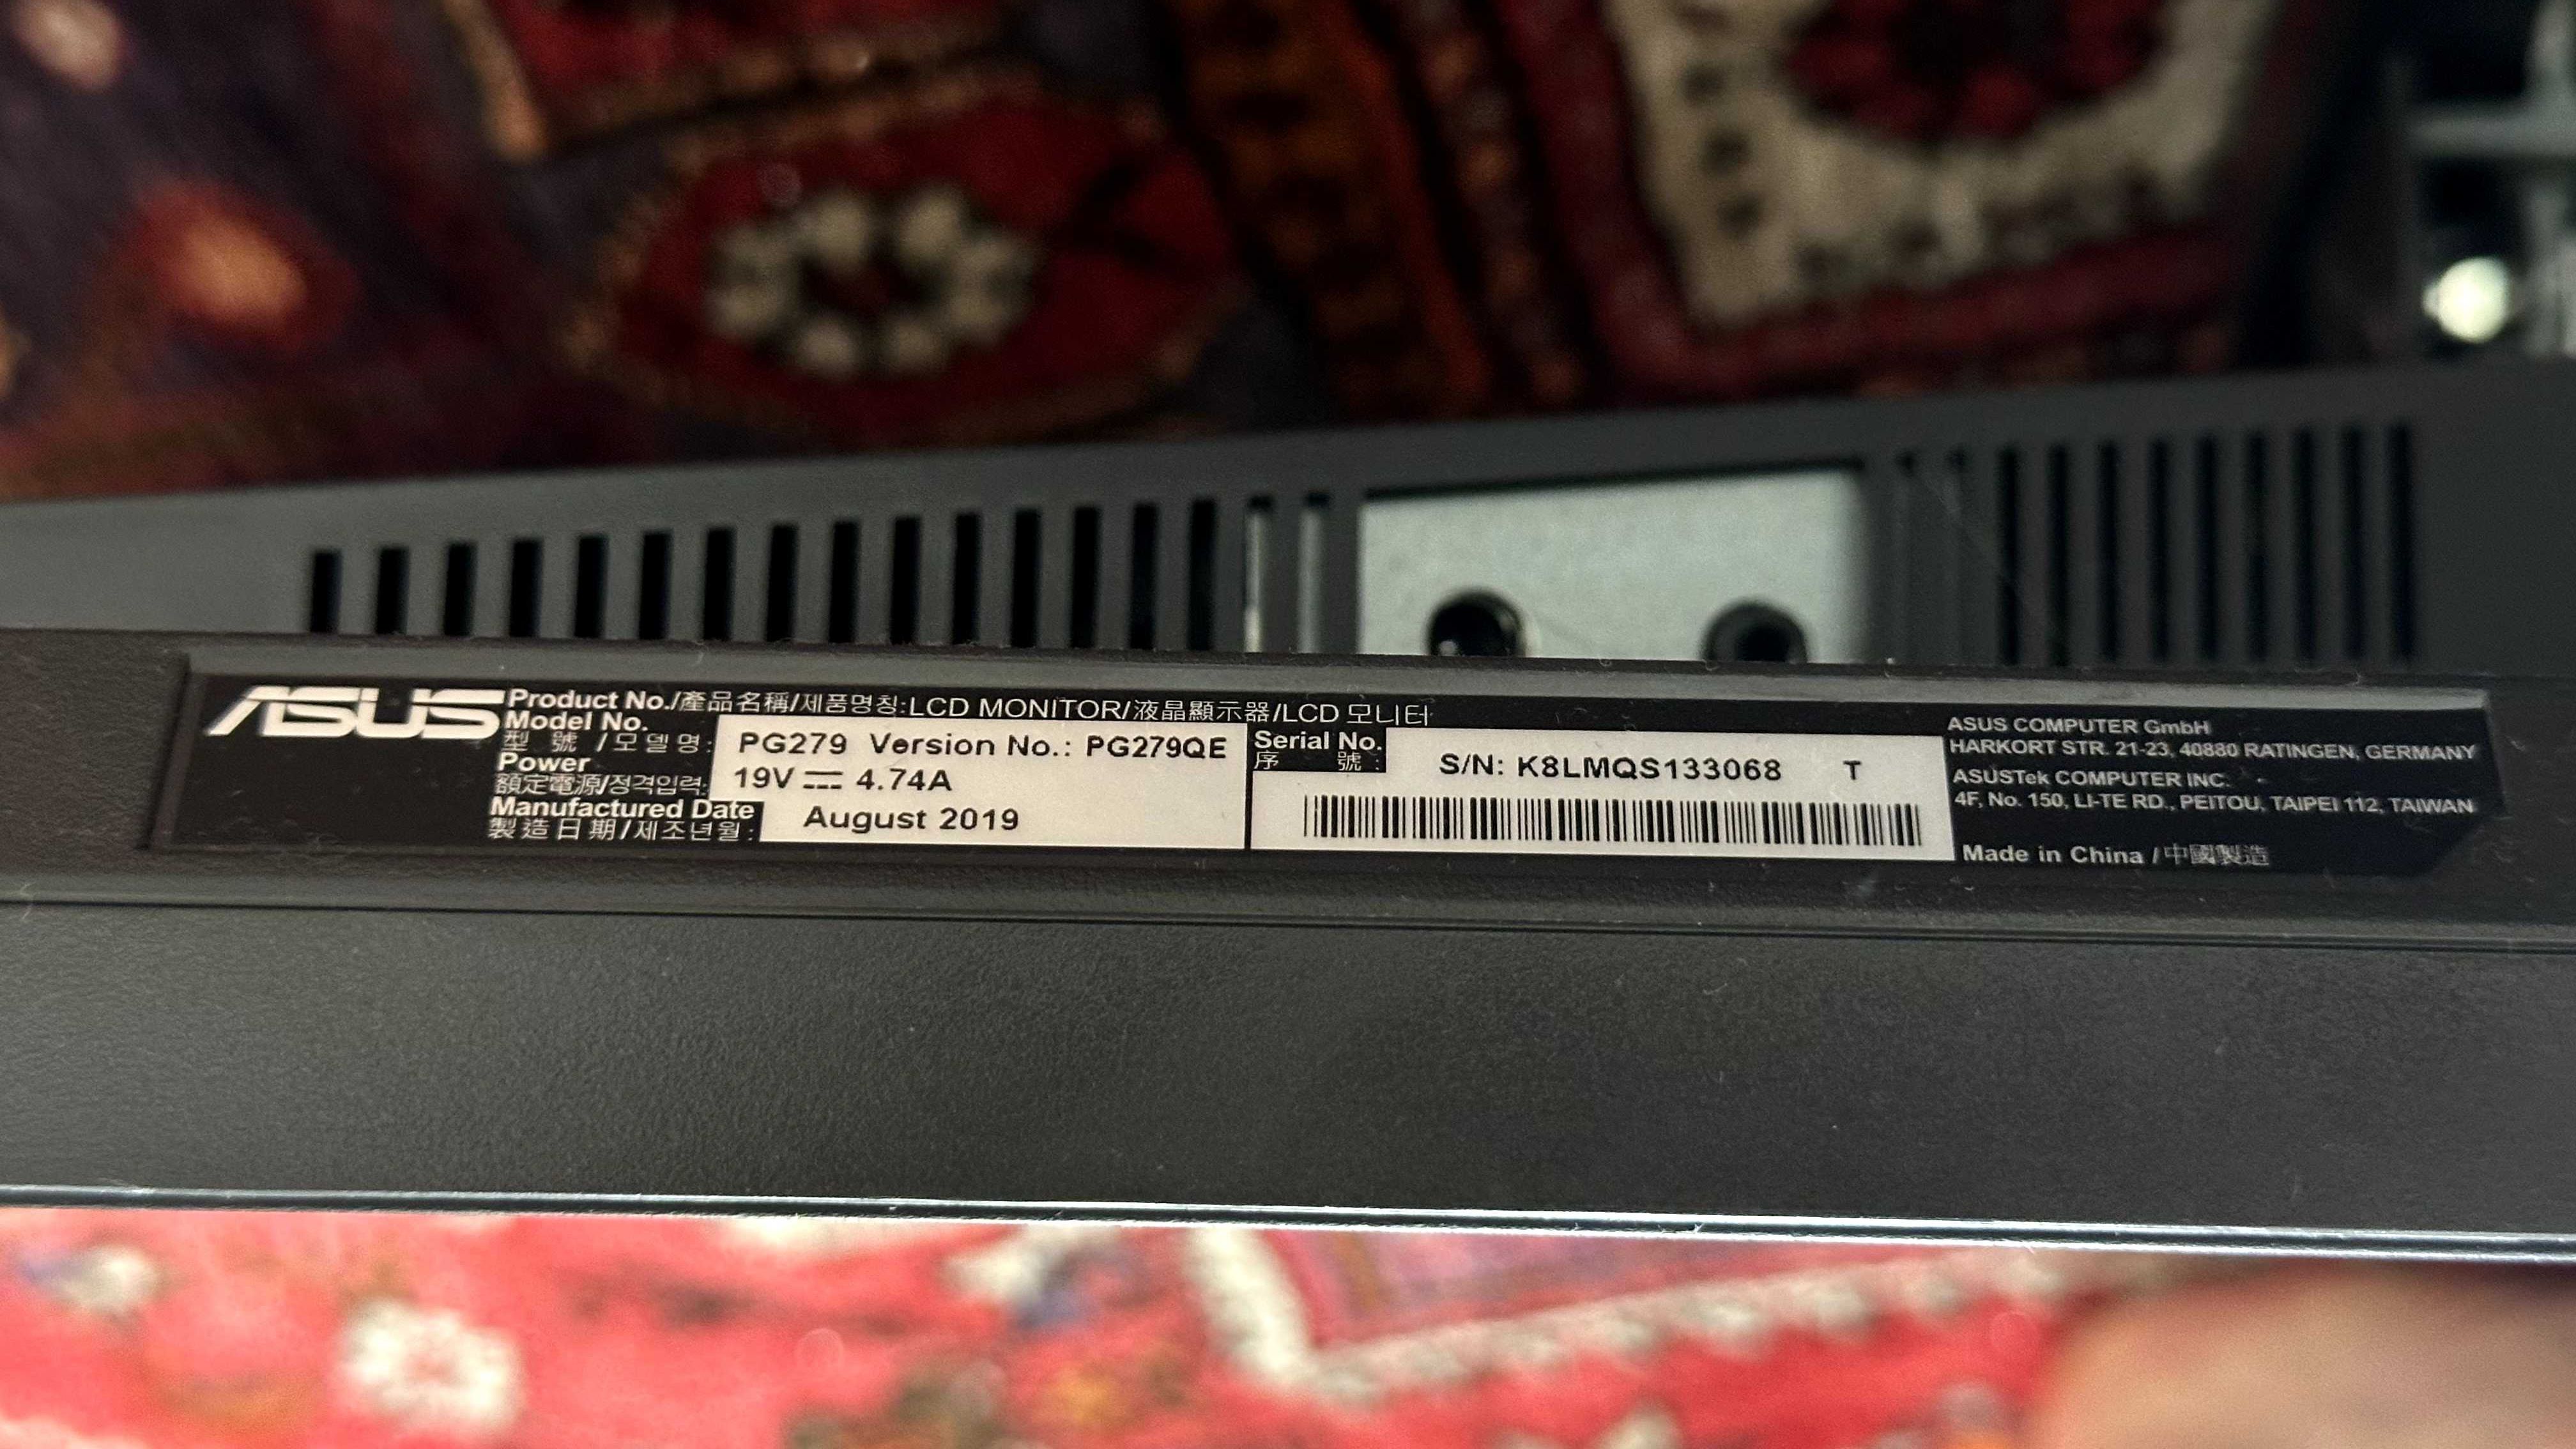 ASUS
Product No./產品名稱/제품명칭:LCD MONITOR/液晶顯示器/LCD 모니터
Model No.
型 號 /모델명: PG279 Version No.: PG279QE
Power
額定電源/정격입력: 19V ⎓ 4.74A
Manufactured Date
製造日期/제조년월: August 2019
Serial No.
序 號 : S/N: K8LMQS133068 T
ASUS COMPUTER GmbH
HARKORT STR. 21-23, 40880 RATINGEN, GERMANY
ASUSTek COMPUTER INC.
4F, No. 150, LI-TE RD., PEITOU, TAIPEI 112, TAIWAN
Made in China / 中國製造